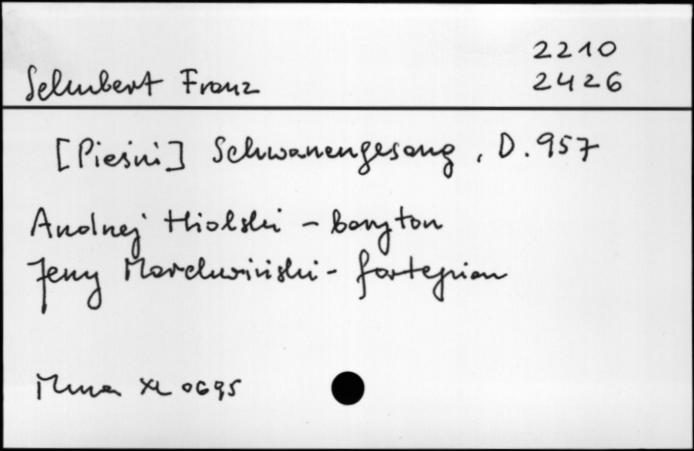 2210
Schubert Franz 2426
[Pieśni] Schwanengesang, D. 957
Andrzej Hiolski - baryton
Jerzy Marchwiński - fortepian
Muza XL 0695